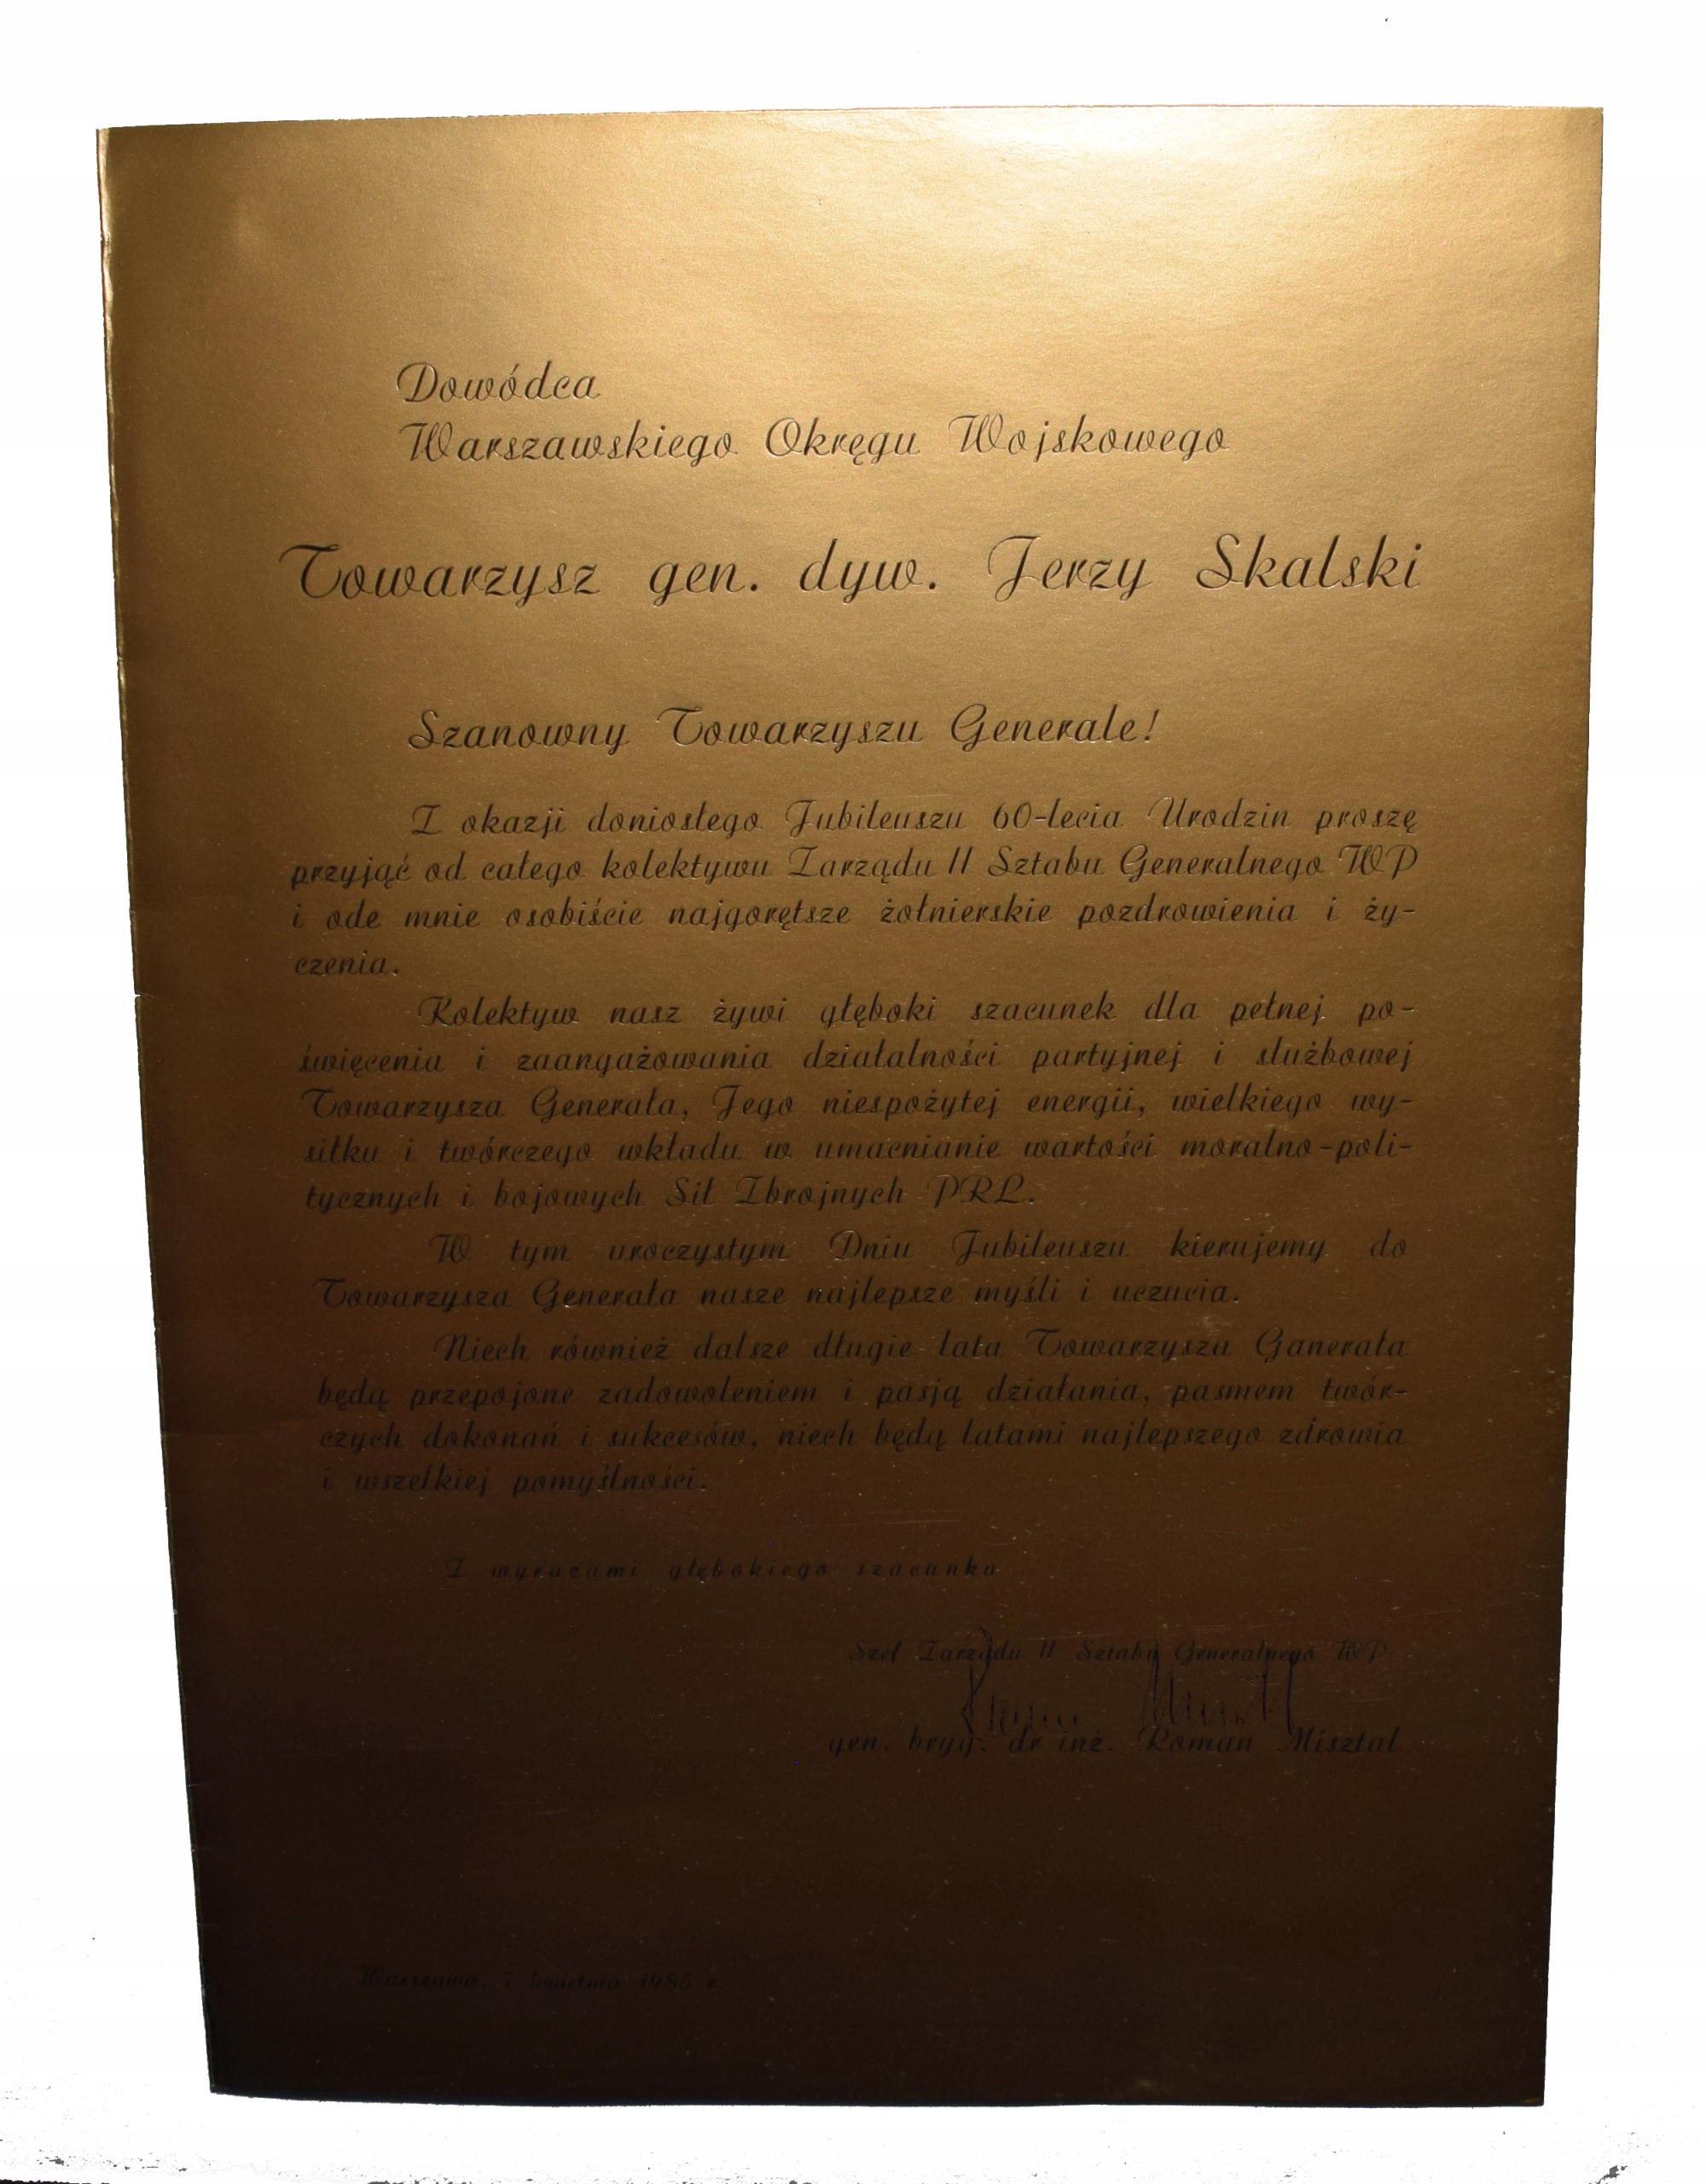 Dowódca
Warszawskiego Okręgu Wojskowego
Towarzysz gen. dyw. Jerzy Skalski
Szanowny Towarzyszu Generale!
Z okazji doniosłego Jubileuszu 60-lecia Urodzin proszę
przyjąć od całego kolektywu Zarządu II Sztabu Generalnego WP
i ode mnie osobiście najgorętsze żołnierskie pozdrowienia i ży-
czenia.
Kolektyw nasz żywi głęboki szacunek dla pełnej po-
święcenia i zaangażowania działalności partyjnej i służbowej
Towarzysza Generała, Jego niespożytej energii, wielkiego wy-
siłku i twórczego wkładu w umacnianie wartości moralno-poli-
tycznych i bojowych Sił Zbrojnych PRL.
W tym uroczystym Dniu Jubileuszu kierujemy do
Towarzysza Generała nasze najlepsze myśli i uczucia.
Niech również dalsze długie lata Towarzysza Ganerała
będą przepojone zadowoleniem i pasją działania, pasmem twór-
czych dokonań i sukcesów, niech będą latami najlepszego zdrowia
i wszelkiej pomyślności.
Z wyrazami głębokiego szacunku
Szef Zarządu II Sztabu Generalnego WP
gen. bryg. dr inż. Roman Misztal
Warszawa, 7 kwietnia 1985 r.